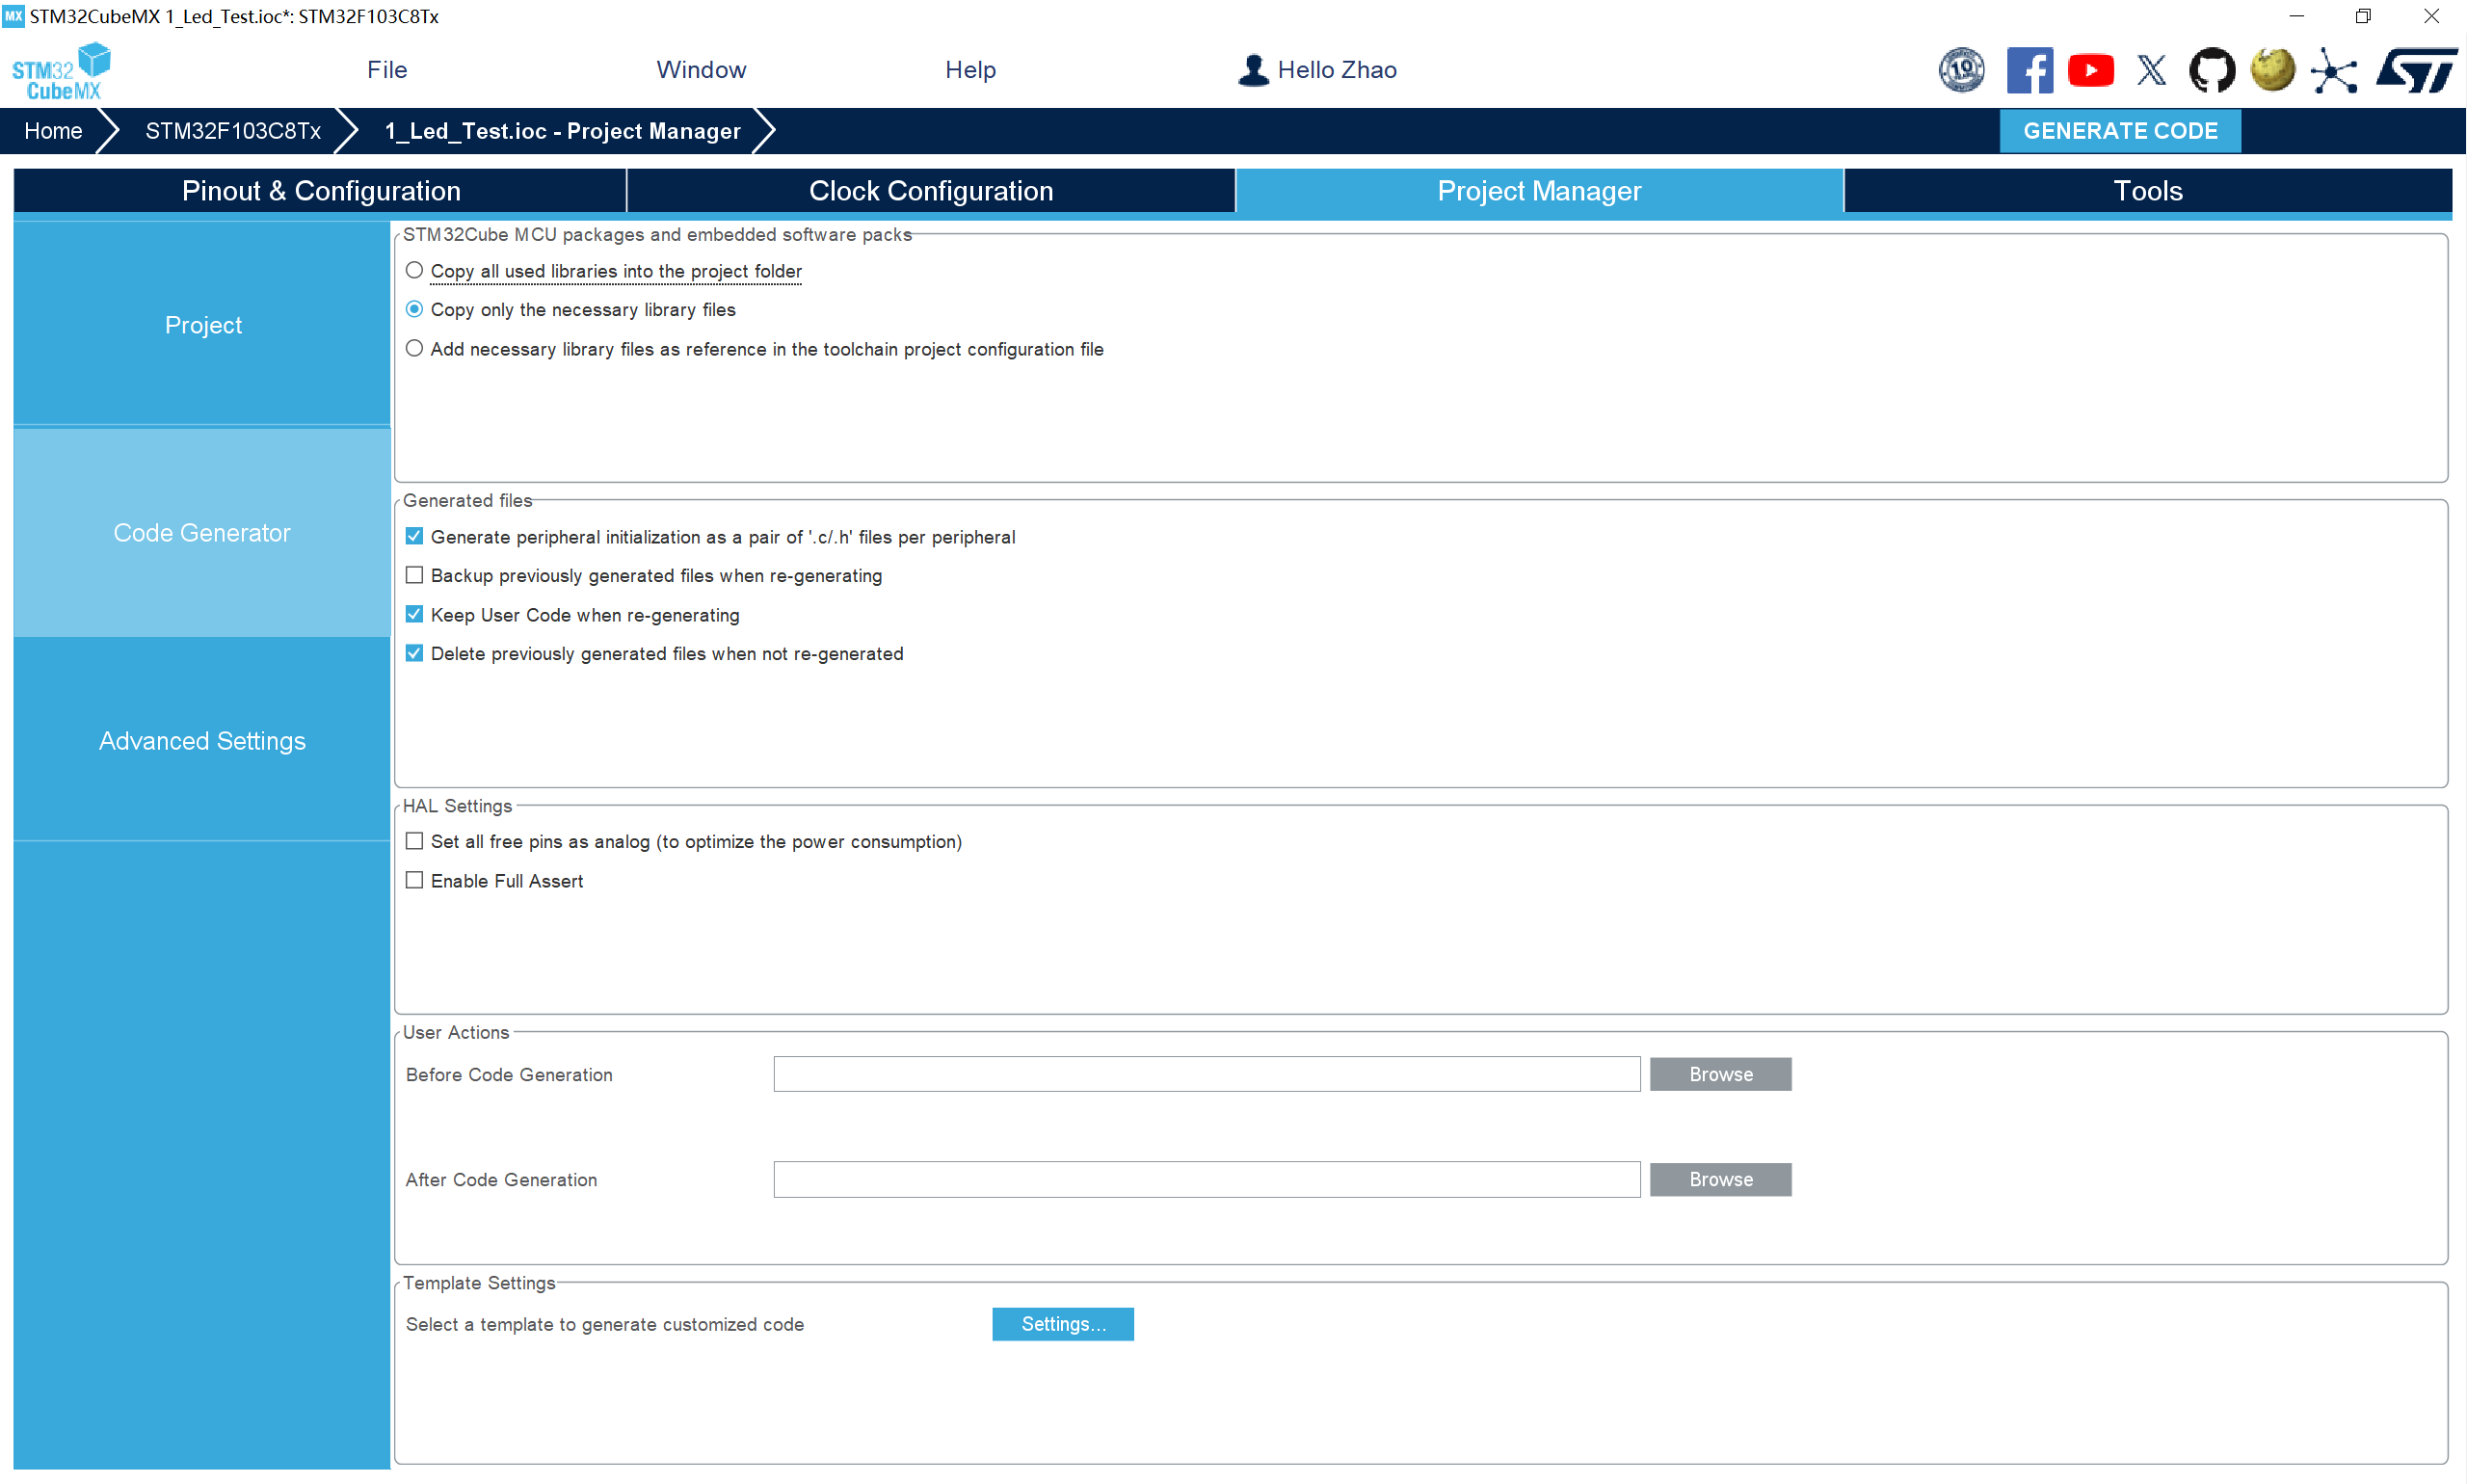 MX STM32CubeMX 1_Led_Test.ioc*: STM32F103C8Tx
STM32 CubeMX
File Window Help Hello Zhao
10
Home STM32F103C8Tx 1_Led_Test.ioc - Project Manager GENERATE CODE
Pinout & Configuration Clock Configuration Project Manager Tools
Project
Code Generator
Advanced Settings
STM32Cube MCU packages and embedded software packs
Copy all used libraries into the project folder
Copy only the necessary library files
Add necessary library files as reference in the toolchain project configuration file
Generated files
Generate peripheral initialization as a pair of '.c/.h' files per peripheral
Backup previously generated files when re-generating
Keep User Code when re-generating
Delete previously generated files when not re-generated
HAL Settings
Set all free pins as analog (to optimize the power consumption)
Enable Full Assert
User Actions
Before Code Generation Browse
After Code Generation Browse
Template Settings
Select a template to generate customized code Settings...